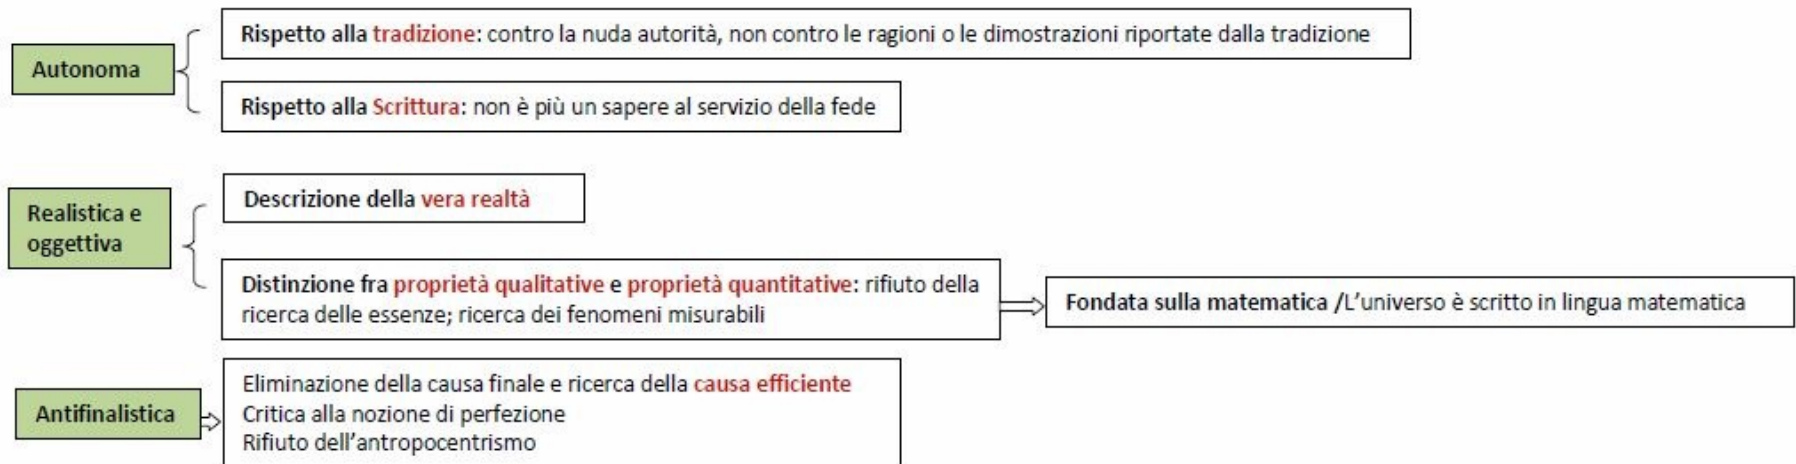 Autonoma
Rispetto alla tradizione: contro la nuda autorità, non contro le ragioni o le dimostrazioni riportate dalla tradizione
Rispetto alla Scrittura: non è più un sapere al servizio della fede
Realistica e
oggettiva
Descrizione della vera realtà
Distinzione fra proprietà qualitative e proprietà quantitative: rifiuto della
ricerca delle essenze; ricerca dei fenomeni misurabili
Fondata sulla matematica /L'universo è scritto in lingua matematica
Antifinalistica
Eliminazione della causa finale e ricerca della causa efficiente
Critica alla nozione di perfezione
Rifiuto dell'antropocentrismo